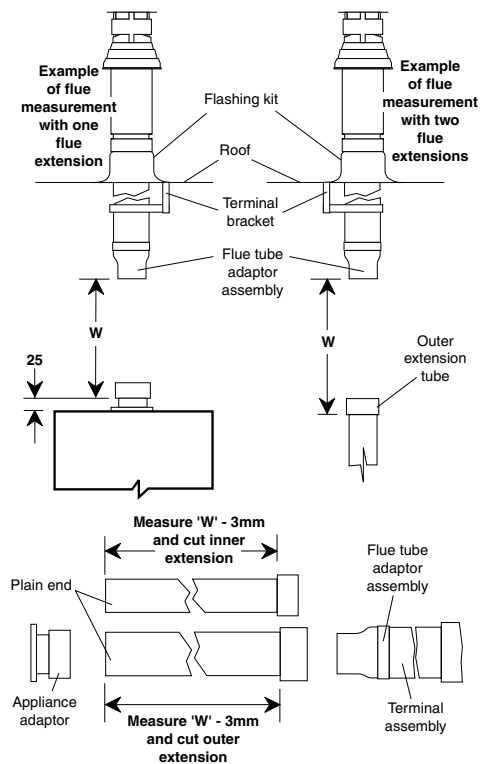 Example
of flue
measurement
with one
flue
extension
Example
of flue
measurement
with two
flue
extensions
Flashing kit
Roof
Terminal
bracket
Flue tube
adaptor
assembly
W
W
25
Outer
extension
tube
Measure 'W' - 3mm
and cut inner
extension
Plain end
Flue tube
adaptor
assembly
Appliance
adaptor
Measure 'W' - 3mm
and cut outer
extension
Terminal
assembly